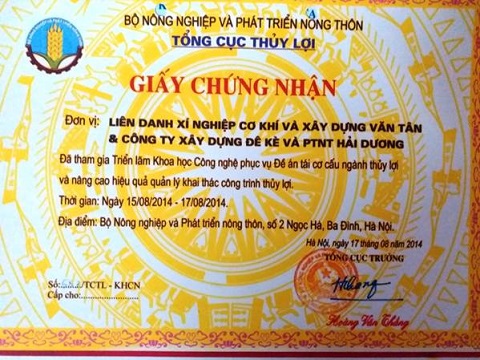 BỘ NÔNG NGHIỆP VÀ PHÁT TRIỂN NÔNG THÔN
TỔNG CỤC THỦY LỢI
GIẤY CHỨNG NHẬN
Đơn vị: LIÊN DANH XÍ NGHIỆP CƠ KHÍ VÀ XÂY DỰNG VĂN TÂN
& CÔNG TY XÂY DỰNG ĐÊ KÈ VÀ PTNT HẢI DƯƠNG
Đã tham gia Triển lãm Khoa học Công nghệ phục vụ Đề án tái cơ cấu ngành thủy lợi
và nâng cao hiệu quả quản lý khai thác công trình thủy lợi.
Thời gian: Ngày 15/08/2014 - 17/08/2014.
Địa điểm: Bộ Nông nghiệp và Phát triển nông thôn, số 2 Ngọc Hà, Ba Đình, Hà Nội.
Hà Nội, ngày 17 tháng 08 năm 2014
TỔNG CỤC TRƯỞNG
Số: /TCTL - KHCN
Cấp cho:
Hoàng Văn Thắng